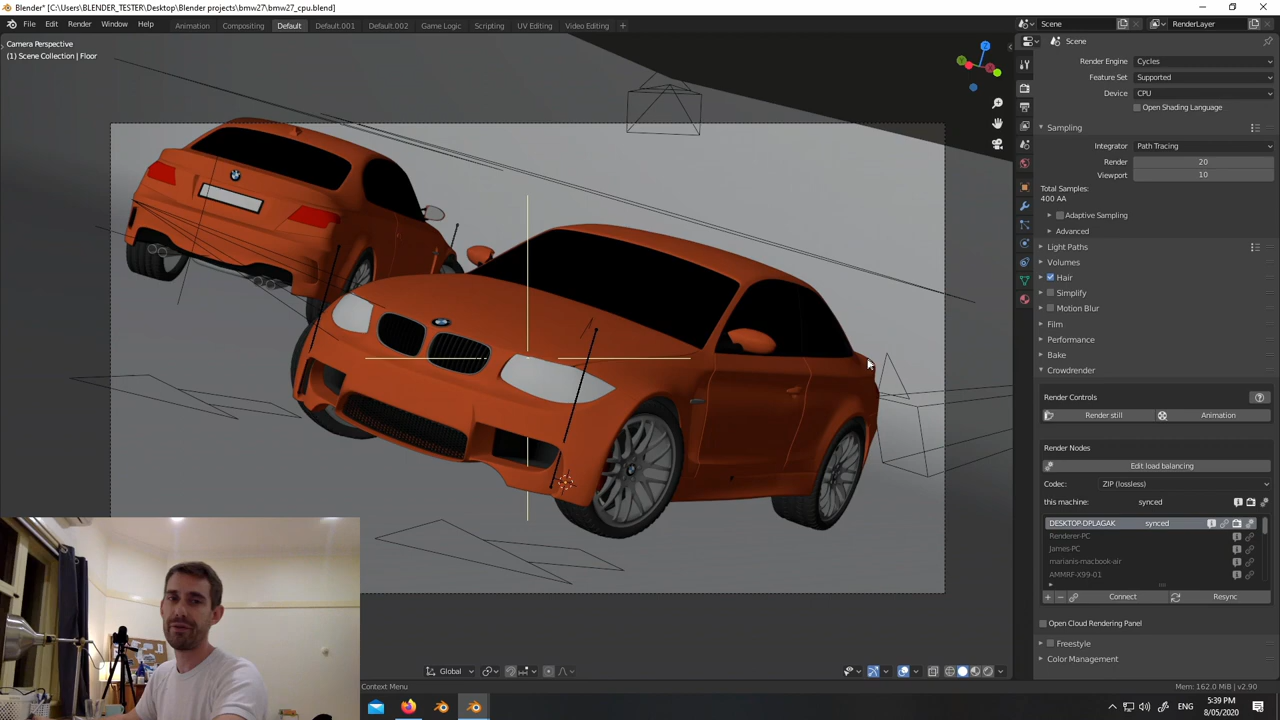 Blender* [C:\Users\BLENDER_TESTER\Desktop\Blender projects\bmw27\bmw27_cpu.blend]
File Edit Render Window Help Animation Compositing Default Default.001 Default.002 Game Logic Scripting UV Editing Video Editing
Scene RenderLayer
Camera Perspective
(1) Scene Collection | Floor
Y
Z
Scene
Render Engine Cycles
Feature Set Supported
Device CPU
Open Shading Language
Sampling
Integrator Path Tracing
Render 20
Viewport 10
Total Samples:
400 AA
Adaptive Sampling
Advanced
Light Paths
Volumes
Hair
Simplify
Motion Blur
Film
Performance
Bake
Crowdrender
Render Controls
Render still Animation
Render Nodes
Edit load balancing
Codec: ZIP (lossless)
this machine: synced
DESKTOP-DPLAGAK synced
Renderer-PC
James-PC
marianis-macbook-air
AMMRF-X99-01
Connect Resync
Open Cloud Rendering Panel
Freestyle
Color Management
Global
Context Menu
Mem: 162.0 MiB | v2.90
ENG
5:39 PM
8/05/2020